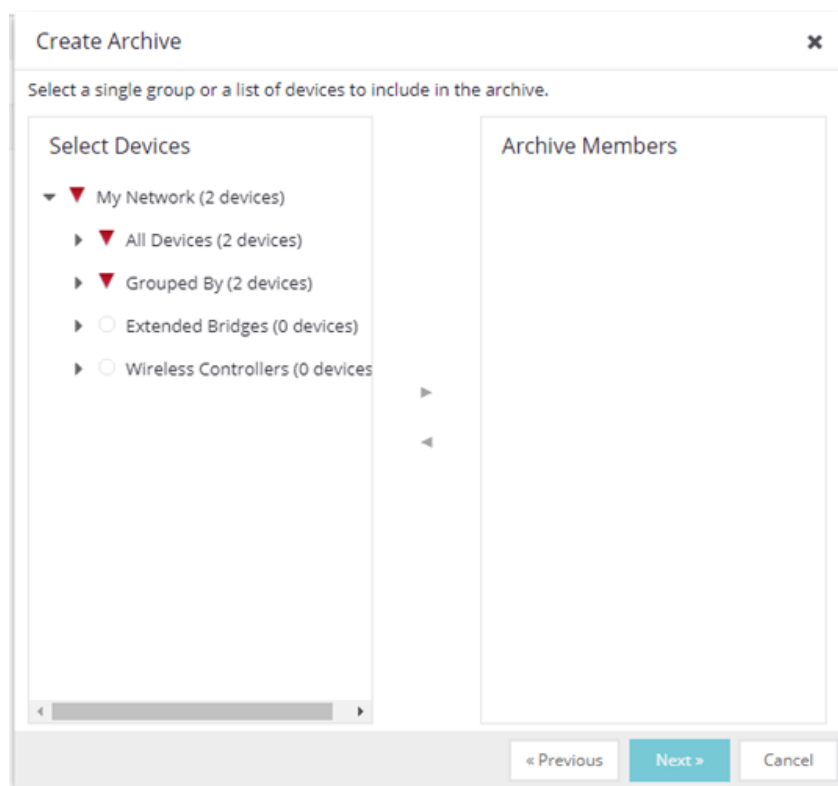 Create Archive
Select a single group or a list of devices to include in the archive.
Select Devices
My Network (2 devices)
All Devices (2 devices)
Grouped By (2 devices)
Extended Bridges (0 devices)
Wireless Controllers (0 devices
Archive Members
« Previous
Next »
Cancel